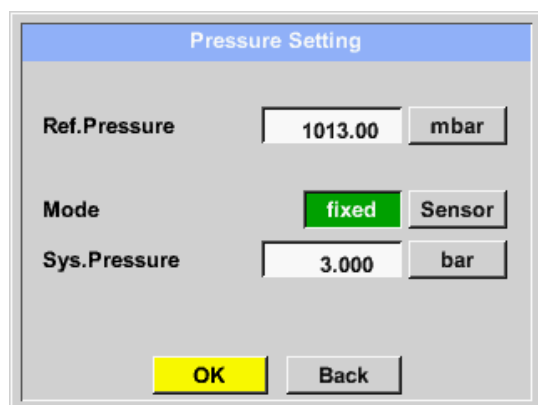 Pressure Setting
Ref.Pressure 1013.00 mbar
Mode fixed Sensor
Sys.Pressure 3.000 bar
OK Back